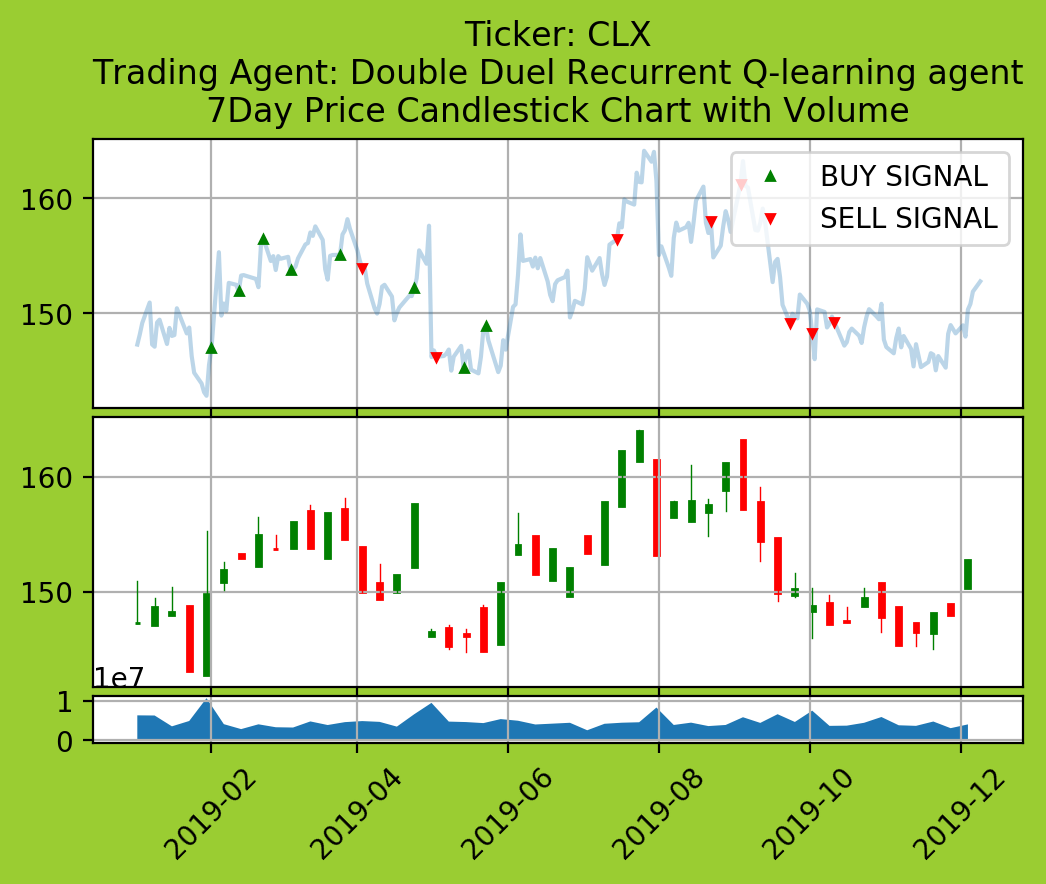 Ticker: CLX
Trading Agent: Double Duel Recurrent Q-learning agent
7Day Price Candlestick Chart with Volume
160
150
BUY SIGNAL
SELL SIGNAL
160
150
1e7
1
0
2019-02
2019-04
2019-06
2019-08
2019-10
2019-12